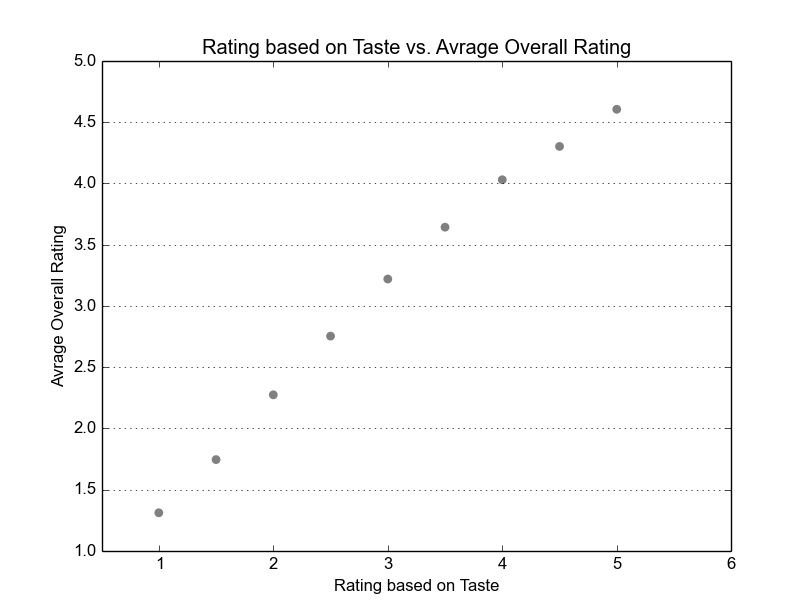 Rating based on Taste vs. Avrage Overall Rating
5.0
4.5
4.0
3.5
3.0
2.5
2.0
1.5
1.0
Avrage Overall Rating
1 2 3 4 5 6
Rating based on Taste